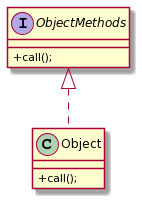 I ObjectMethods
+call();
C Object
+call();